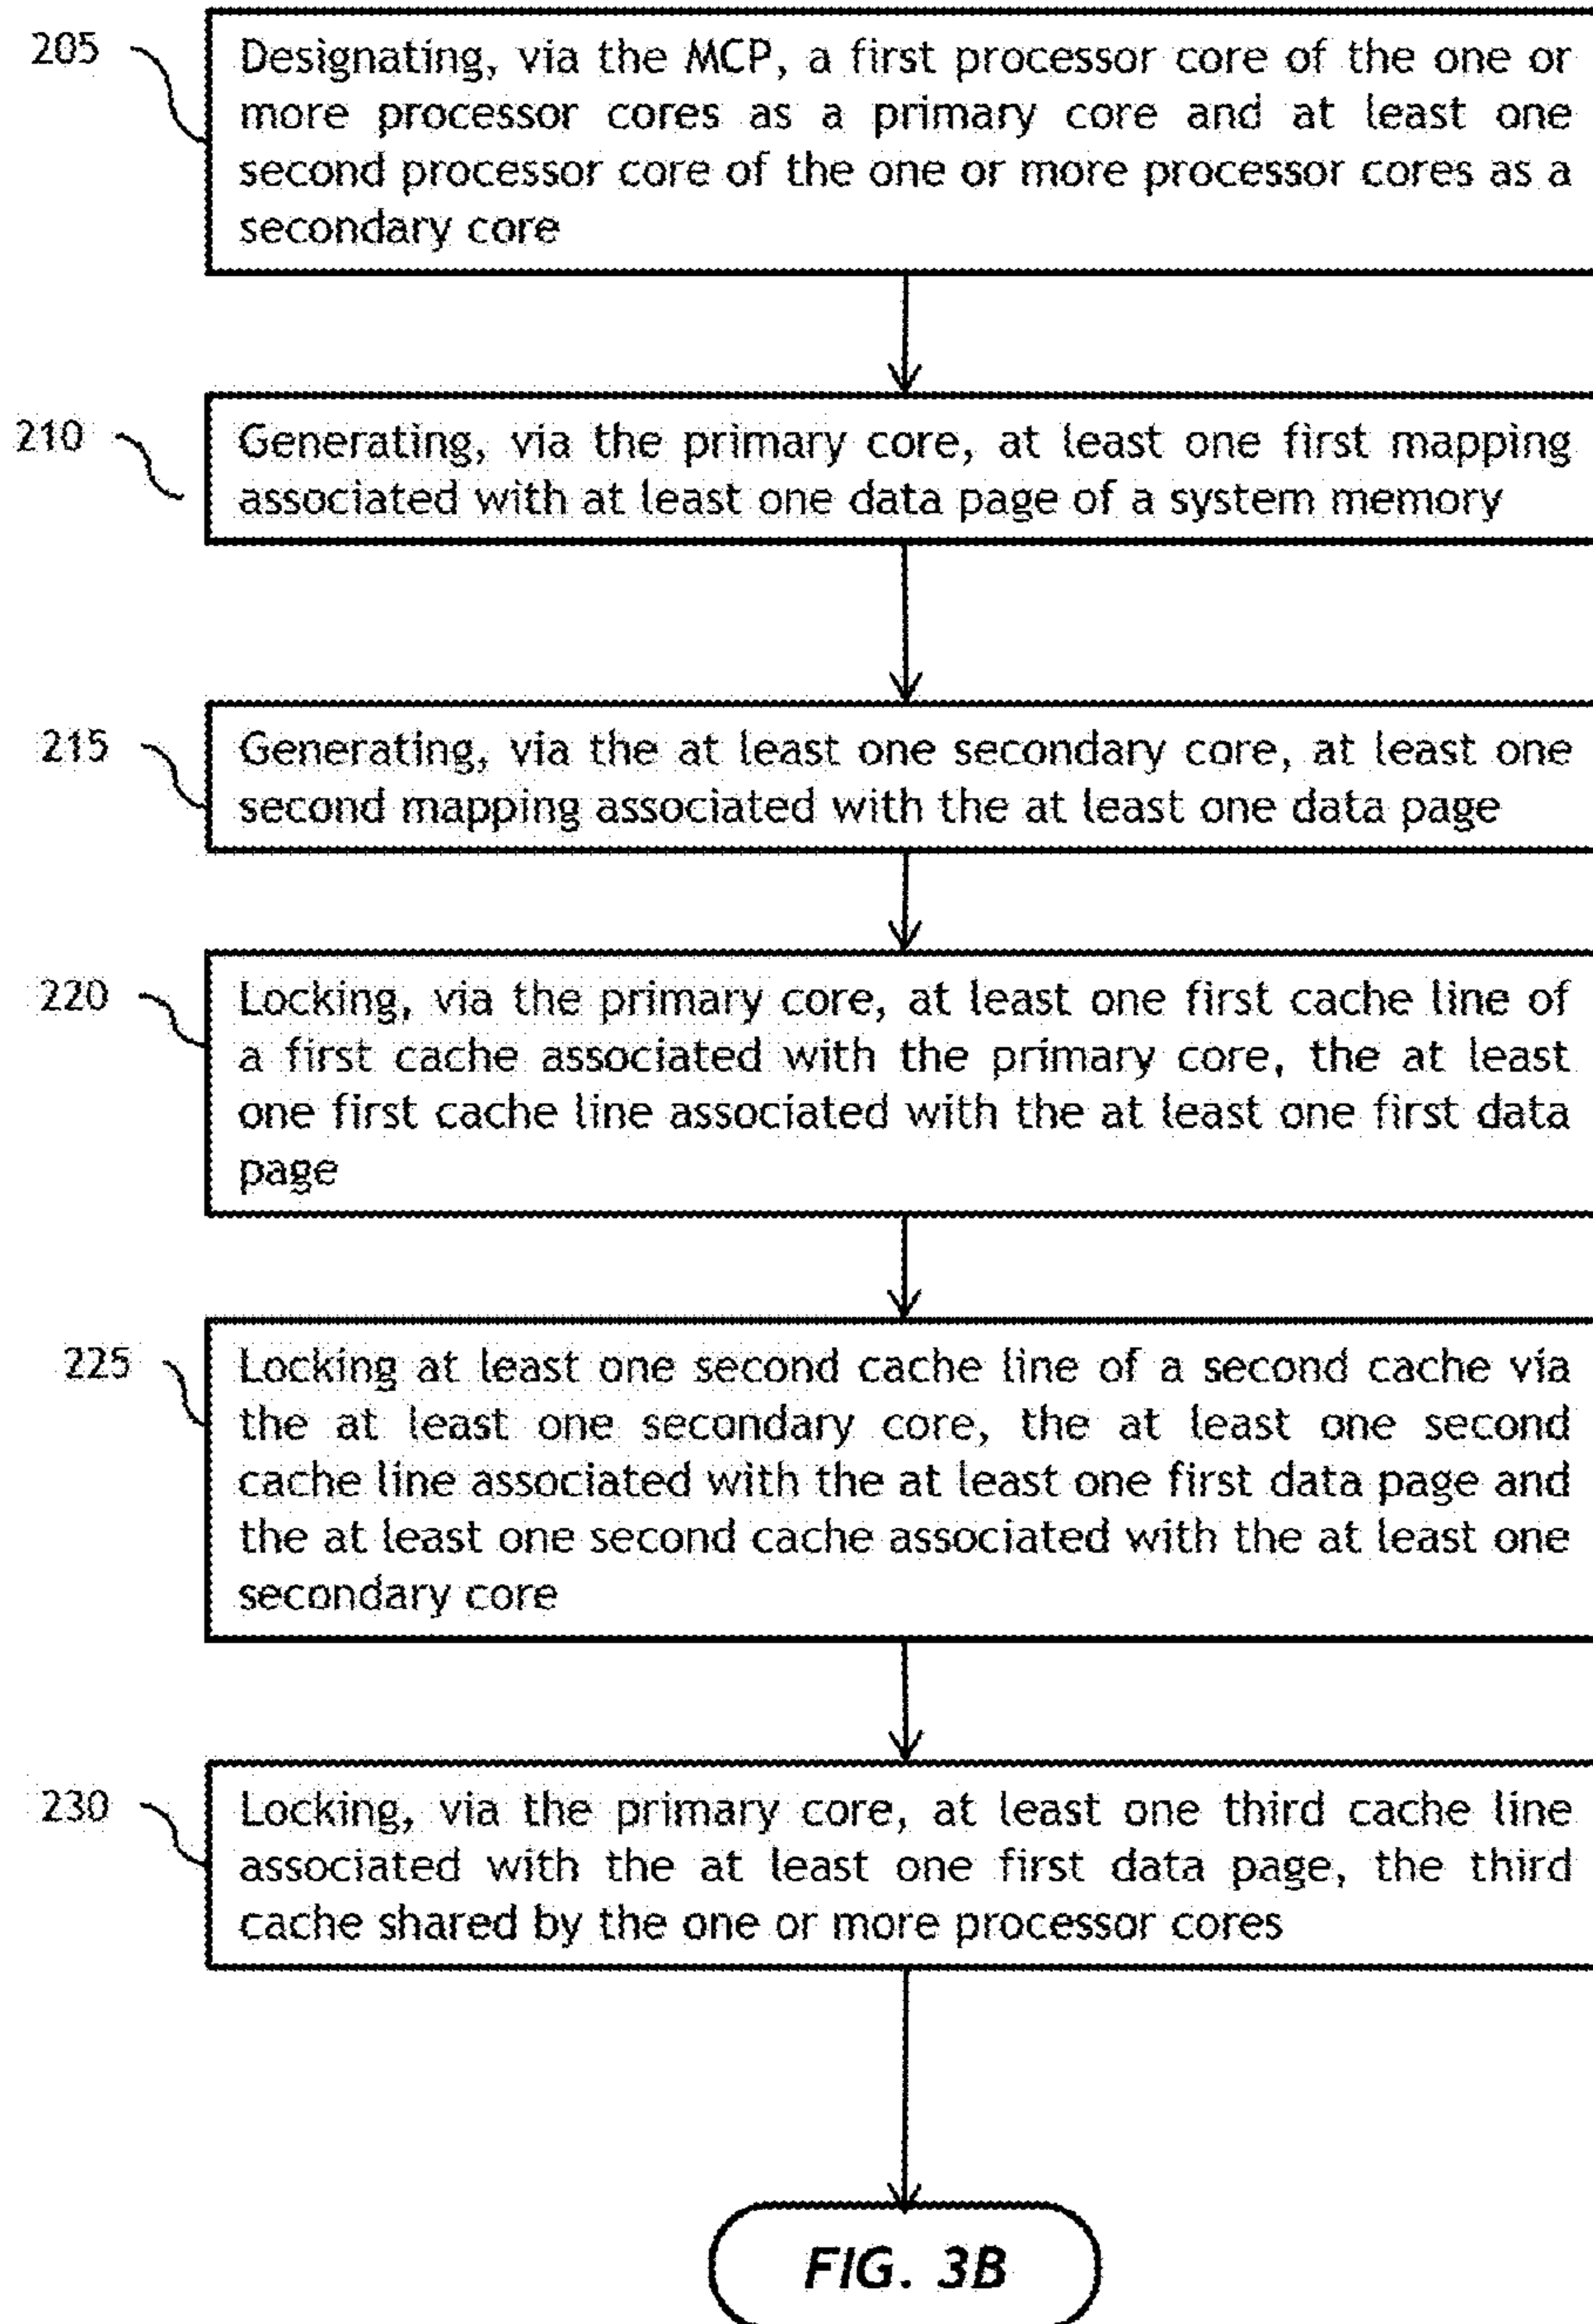 205
Designating, via the MCP, a first processor core of the one or
more processor cores as a primary core and at least one
second processor core of the one or more processor cores as a
secondary core
210
Generating, via the primary core, at least one first mapping
associated with at least one data page of a system memory
215
Generating, via the at least one secondary core, at least one
second mapping associated with the at least one data page
220
Locking, via the primary core, at least one first cache line of
a first cache associated with the primary core, the at least
one first cache line associated with the at least one first data
page
225
Locking at least one second cache line of a second cache via
the at least one secondary core, the at least one second
cache line associated with the at least one first data page and
the at least one second cache associated with the at least one
secondary core
230
Locking, via the primary core, at least one third cache line
associated with the at least one first data page, the third
cache shared by the one or more processor cores
FIG. 3B